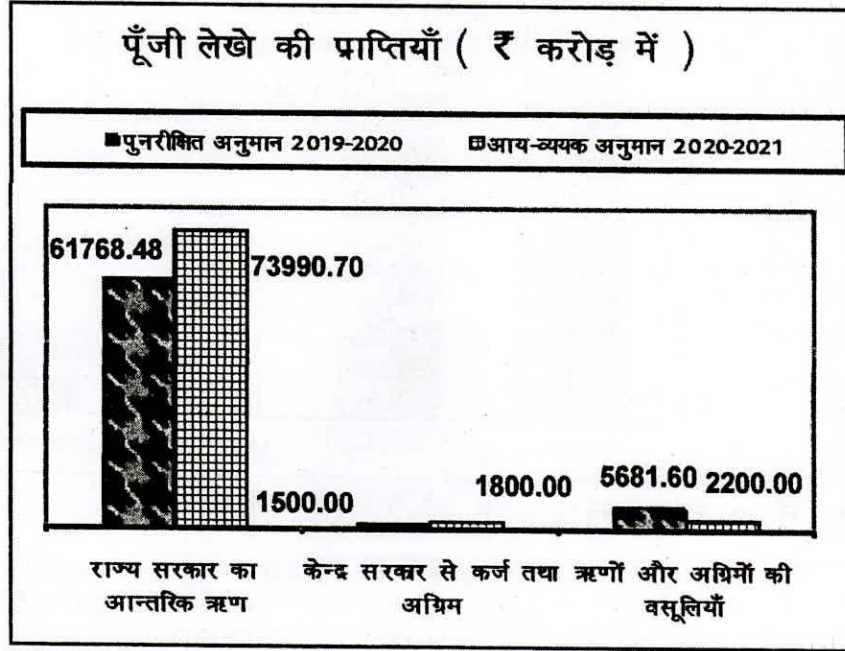 पूँजी लेखे की प्राप्तियाँ ( ₹ करोड़ में )
पुनरीक्षित अनुमान 2019-2020 आय-व्ययक अनुमान 2020-2021
61768.48
73990.70
1500.00
1800.00
5681.60
2200.00
राज्य सरकार का केन्द्र सरकार से कर्ज तथा ऋणों और अग्रिमों की
आन्तरिक ऋण अग्रिम वसूलियाँ